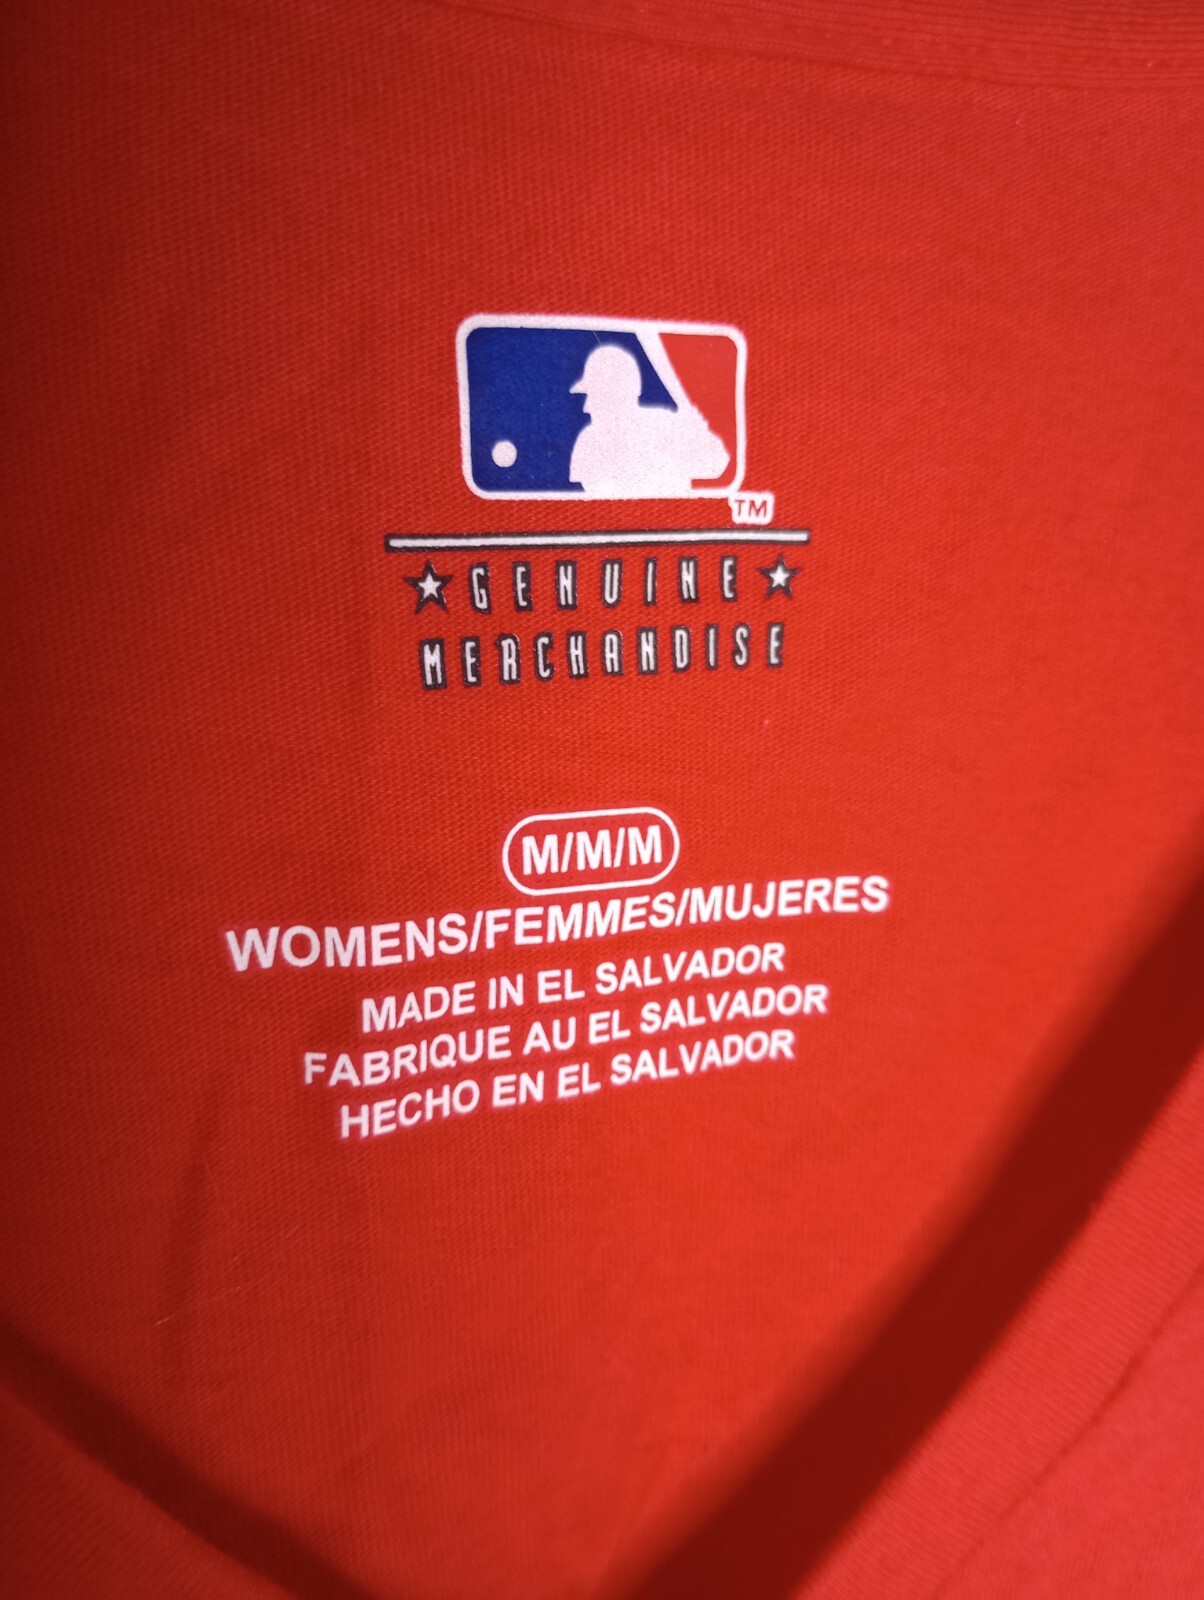 TM
GENUINE
MERCHANDISE
M/M/M
WOMENS/FEMMES/MUJERES
MADE IN EL SALVADOR
FABRIQUE AU EL SALVADOR
HECHO EN EL SALVADOR